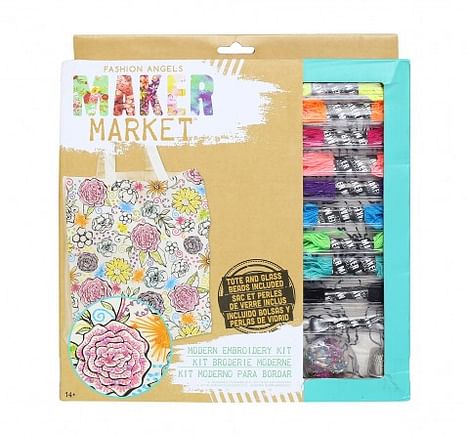 FASHION ANGELS
MAKER
MARKET
TOTE AND GLASS
BEADS INCLUDED
SAC ET PERLES
DE VERRE INCLUS
INCLUIDO BOLSAS Y
PERLAS DE VIDRIO
MODERN EMBROIDERY KIT
KIT BRODERIE MODERNE
KIT MODERNO PARA BORDAR
14+